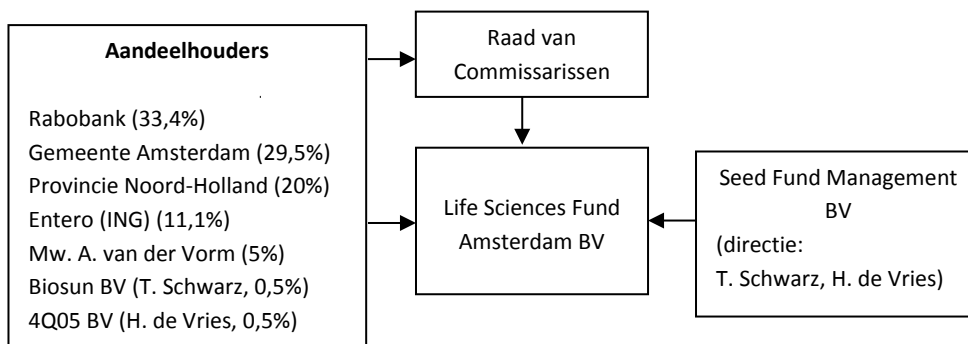 Aandeelhouders
Rabobank (33,4%)
Gemeente Amsterdam (29,5%)
Provincie Noord-Holland (20%)
Entero (ING) (11,1%)
Mw. A. van der Vorm (5%)
Biosun BV (T. Schwarz, 0,5%)
4Q05 BV (H. de Vries, 0,5%)
Raad van
Commissarissen
Life Sciences Fund
Amsterdam BV
Seed Fund Management
BV
(directie:
T. Schwarz, H. de Vries)